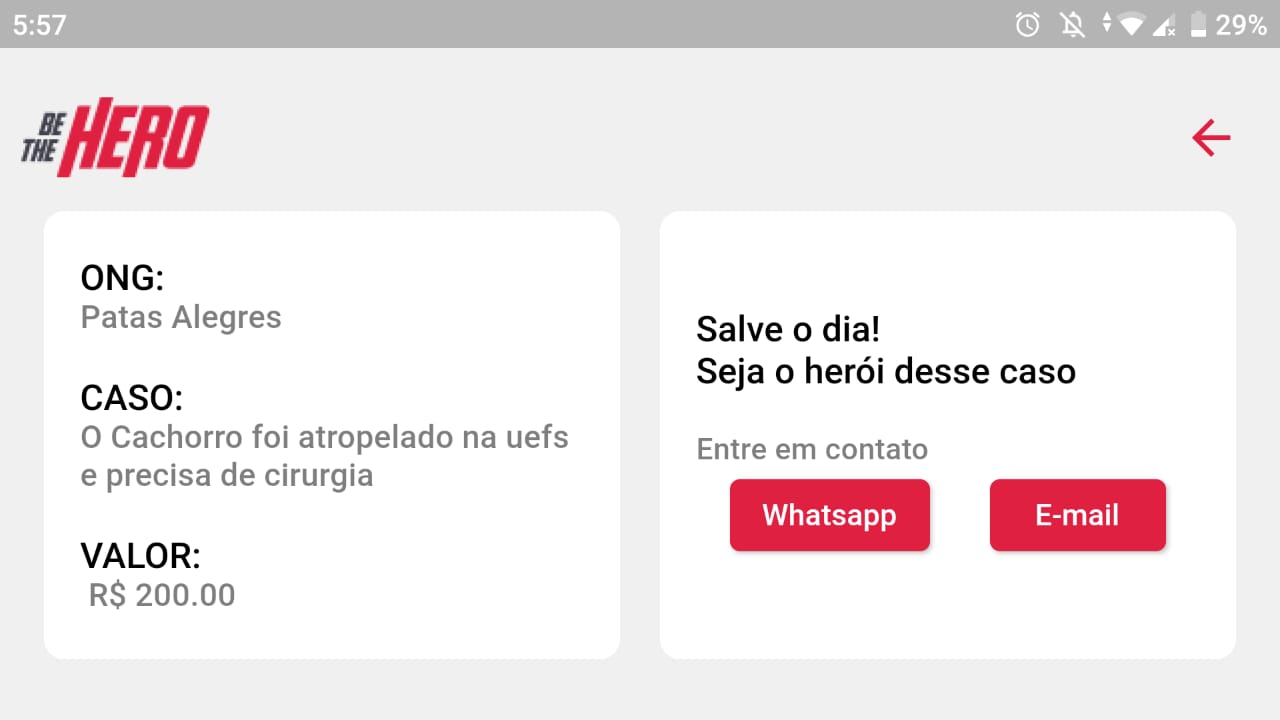 5:57
29%
BE
THE
HERO
ONG:
Patas Alegres
CASO:
O Cachorro foi atropelado na uefs
e precisa de cirurgia
VALOR:
R$ 200.00
Salve o dia!
Seja o herói desse caso
Entre em contato
Whatsapp
E-mail